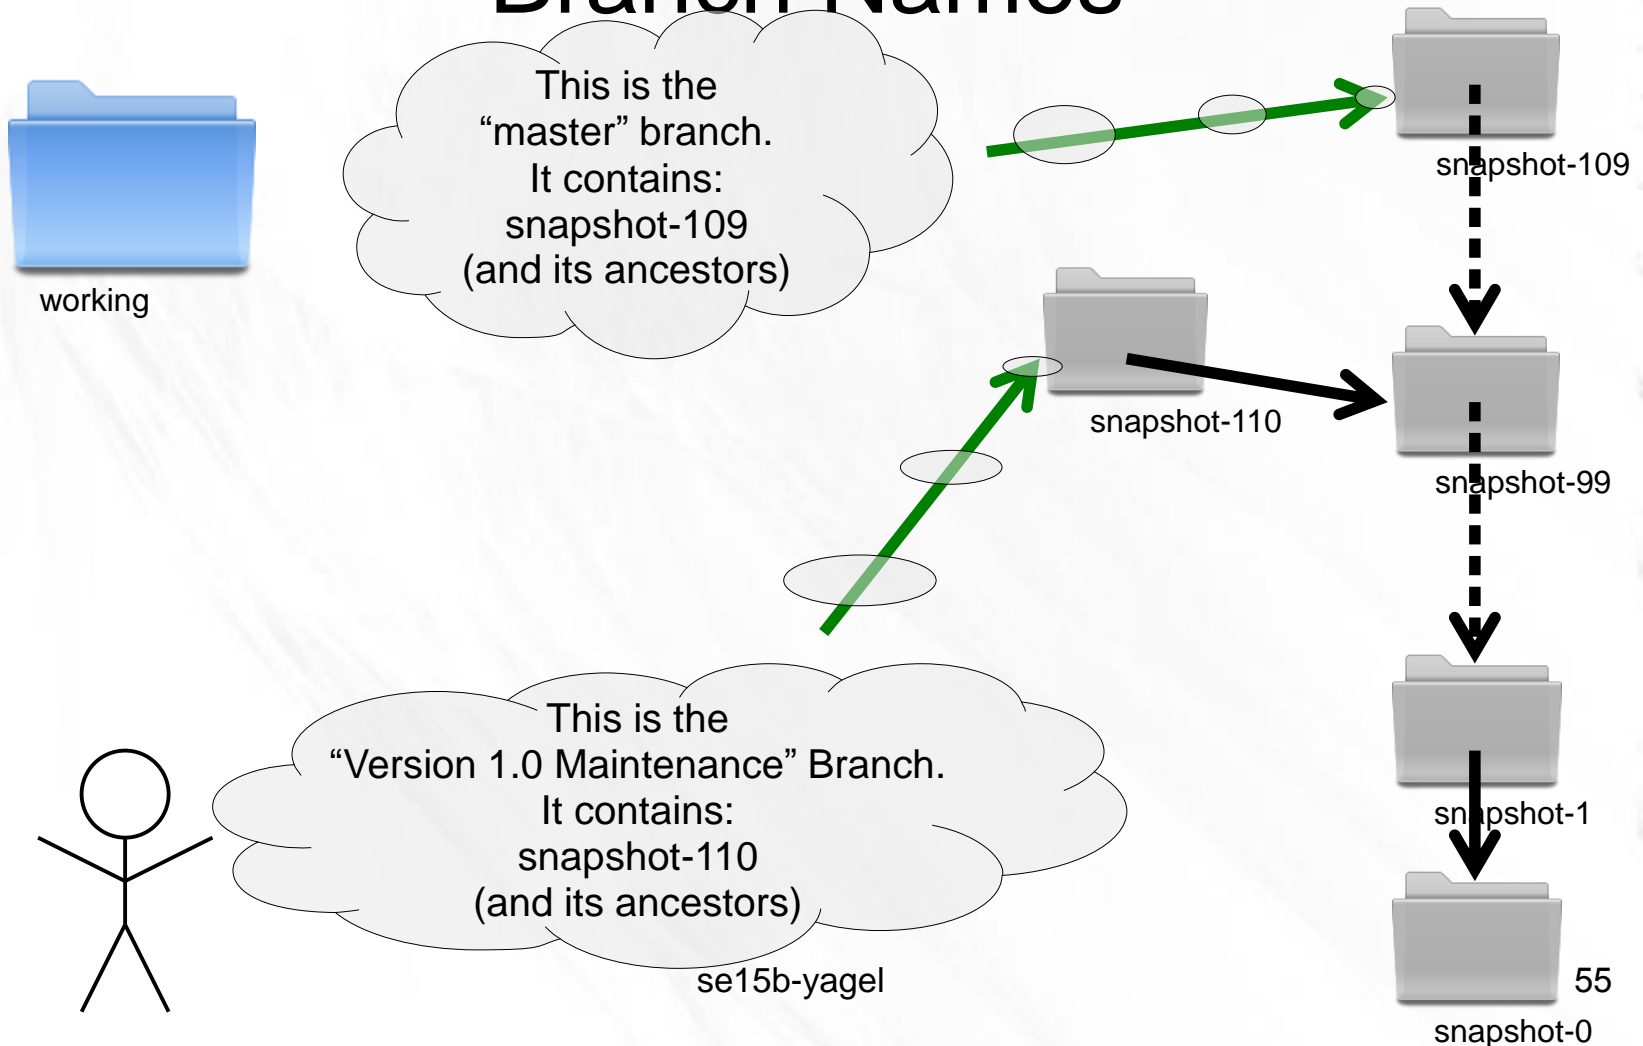 Branch Names
This is the
“master” branch.
It contains:
snapshot-109
(and its ancestors)
snapshot-109
working
snapshot-110
snapshot-99
This is the
“Version 1.0 Maintenance” Branch.
It contains:
snapshot-110
(and its ancestors)
snapshot-1
se15b-yagel
55
snapshot-0